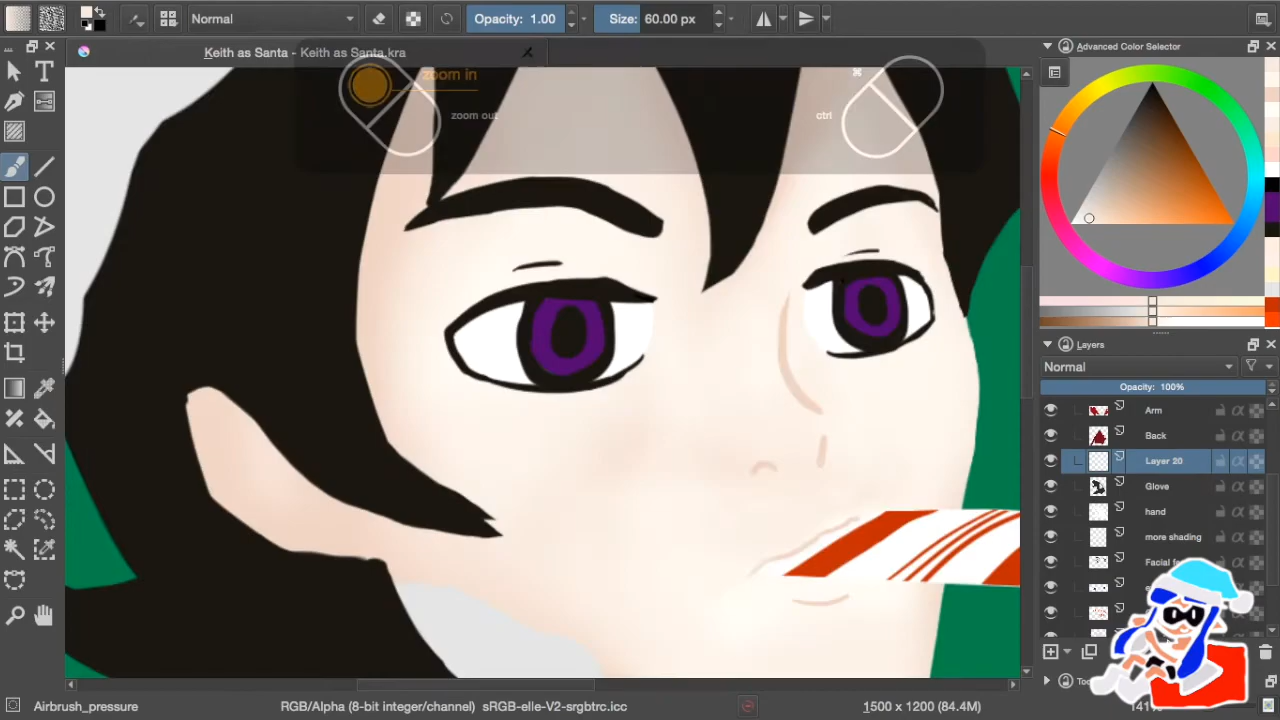 Normal
Opacity: 1.00
Size: 60.00 px
Keith as Santa - Keith as Santa.kra
zoom in
zoom out
⌘
ctrl
Advanced Color Selector
Layers
Normal
Opacity: 100%
Arm
Back
Layer 20
Glove
hand
more shading
Facial
Airbrush_pressure
RGB/Alpha (8-bit integer/channel) sRGB-elle-V2-srgbtrc.icc
1500 x 1200 (84.4M)